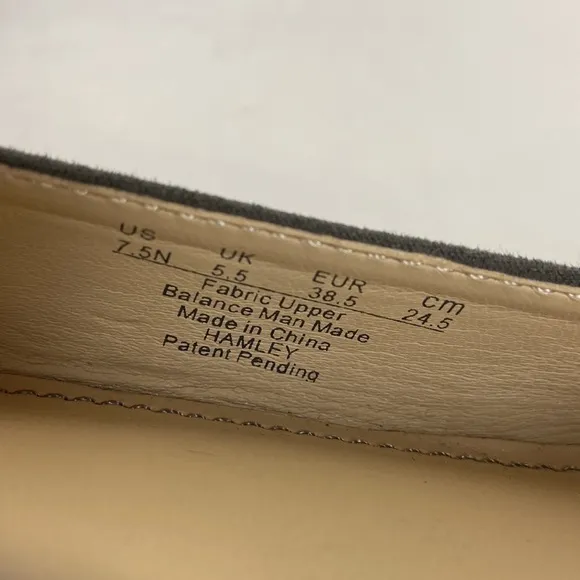 US UK EUR cm
7.5N 5.5 38.5 24.5
Fabric Upper
Balance Man Made
Made in China
HAMLEY
Patent Pending